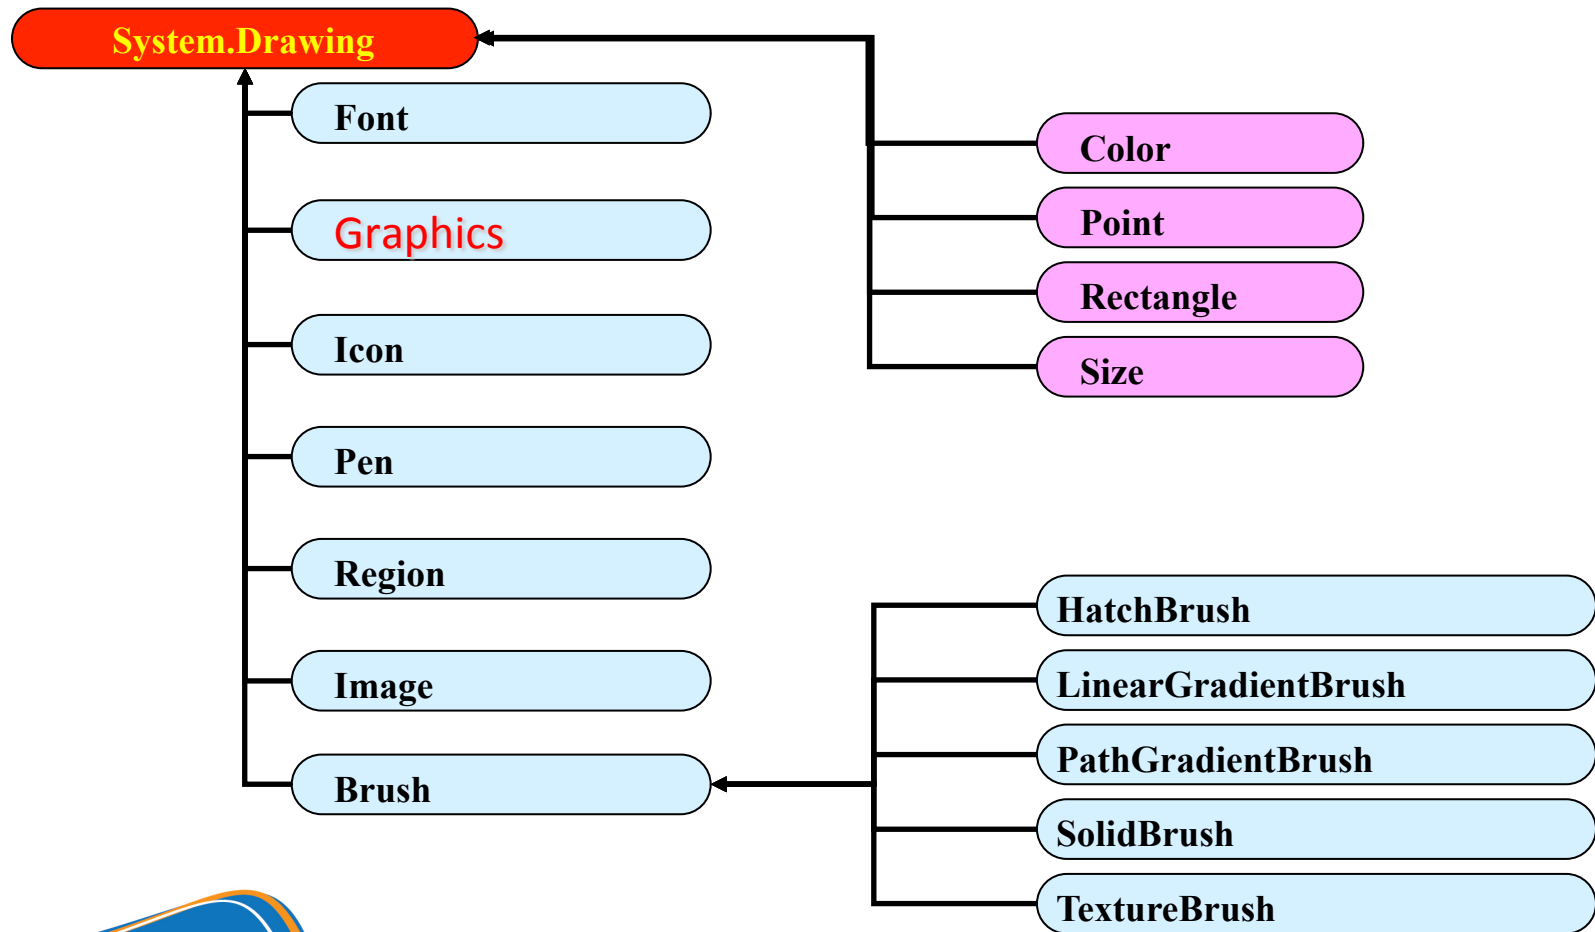 System.Drawing
Font
Graphics
Icon
Pen
Region
Image
Brush
Color
Point
Rectangle
Size
HatchBrush
LinearGradientBrush
PathGradientBrush
SolidBrush
TextureBrush